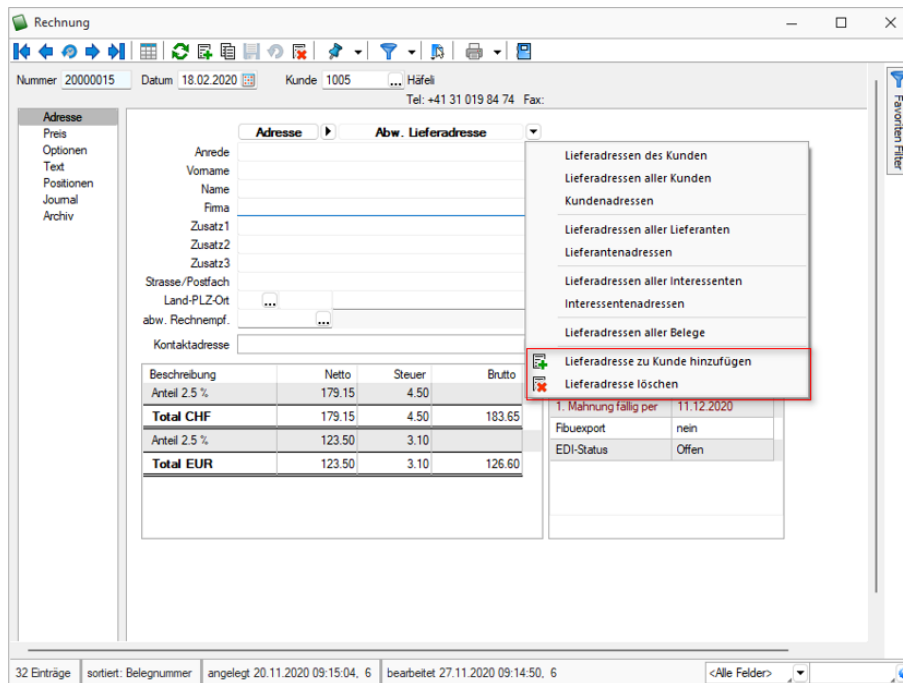 Rechnung
Nummer 20000015 Datum 18.02.2020 Kunde 1005 ... Häfeli
Tel: +41 31 019 84 74 Fax:
Favoriten Filter
Adresse
Preis
Optionen
Text
Positionen
Journal
Archiv
Adresse Abw. Lieferadresse
Anrede
Vorname
Name
Firma
Zusatz1
Zusatz2
Zusatz3
Strasse/Postfach
Land-PLZ-Ort ...
abw. Rechnempf. ...
Kontaktadresse
Lieferadressen des Kunden
Lieferadressen aller Kunden
Kundenadressen
Lieferadressen aller Lieferanten
Lieferantenadressen
Lieferadressen aller Interessenten
Interessentenadressen
Lieferadressen aller Belege
Lieferadresse zu Kunde hinzufügen
Lieferadresse löschen
Beschreibung Netto Steuer Brutto
Anteil 2.5 % 179.15 4.50
Total CHF 179.15 4.50 183.65
Anteil 2.5 % 123.50 3.10
Total EUR 123.50 3.10 126.60
1. Mahnung fällig per 11.12.2020
Fibuexport nein
EDI-Status Offen
32 Einträge sortiert: Belegnummer angelegt 20.11.2020 09:15:04, 6 bearbeitet 27.11.2020 09:14:50, 6 <Alle Felder>